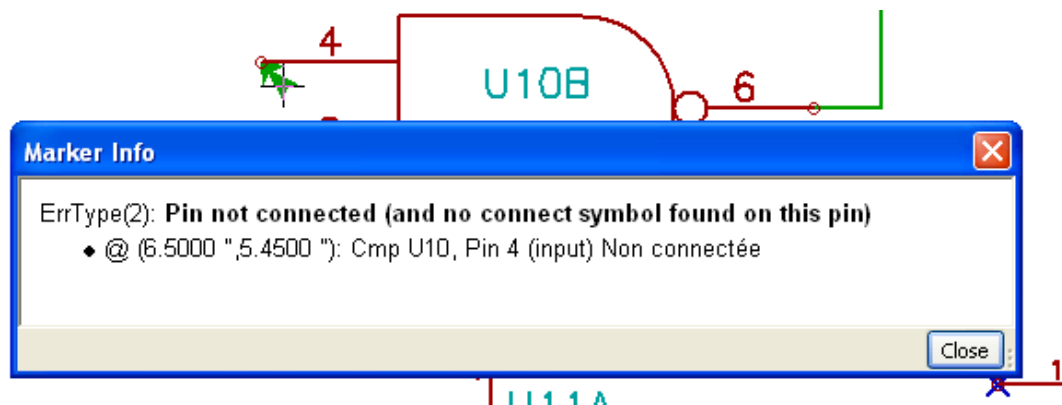 4
U10B
6
Marker Info
ErrType(2): Pin not connected (and no connect symbol found on this pin)
• @ (6.5000 ",5.4500 "): Cmp U10, Pin 4 (input) Non connectée
Close
1
U11A